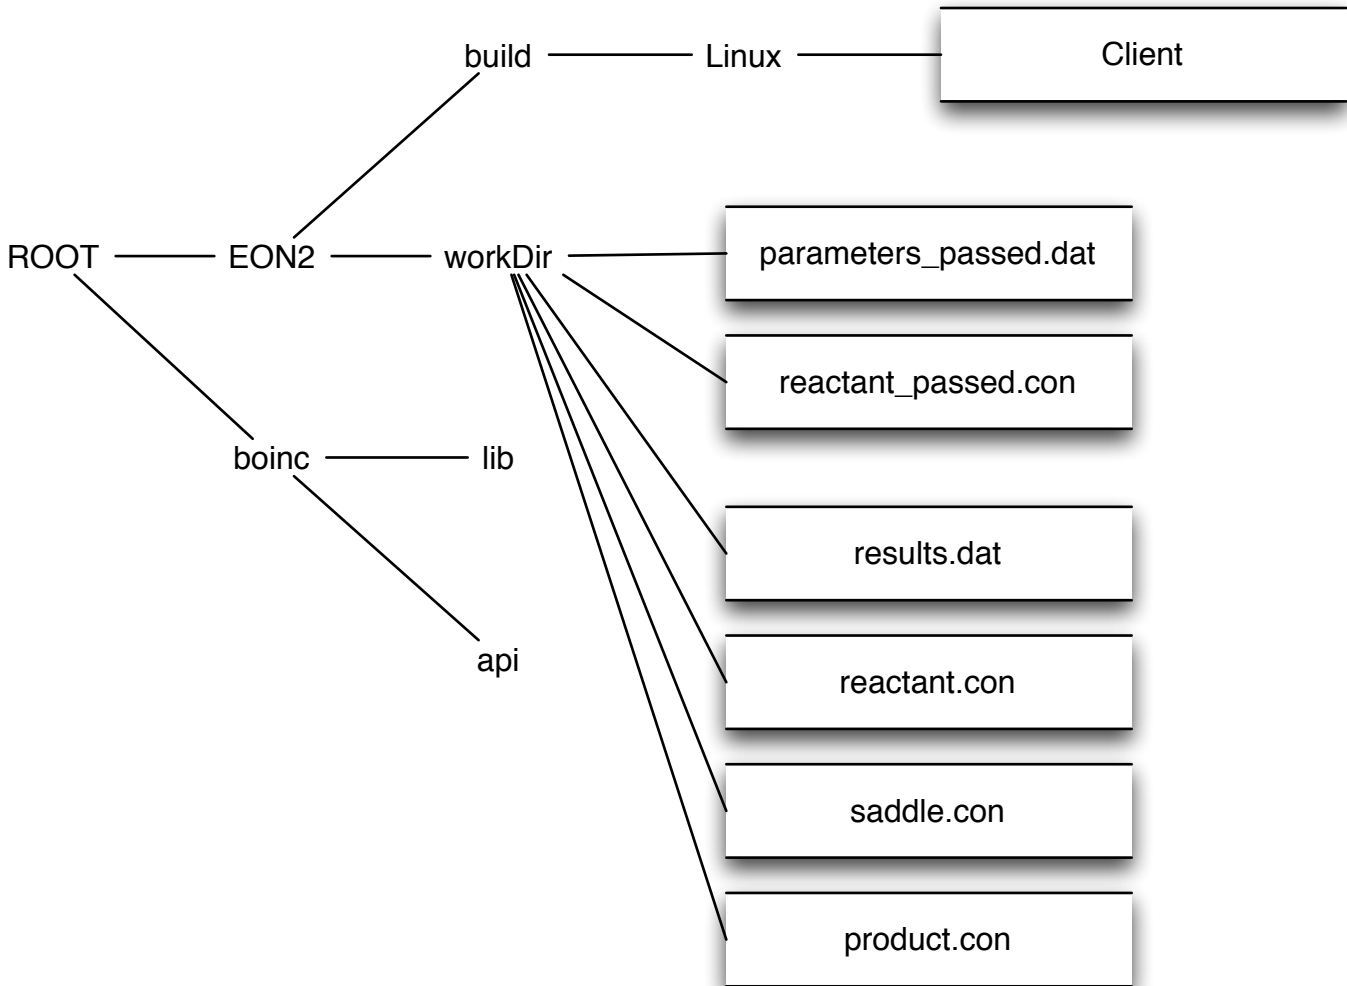 build
Linux
Client
ROOT
EON2
workDir
parameters_passed.dat
reactant_passed.con
boinc
lib
results.dat
api
reactant.con
saddle.con
product.con